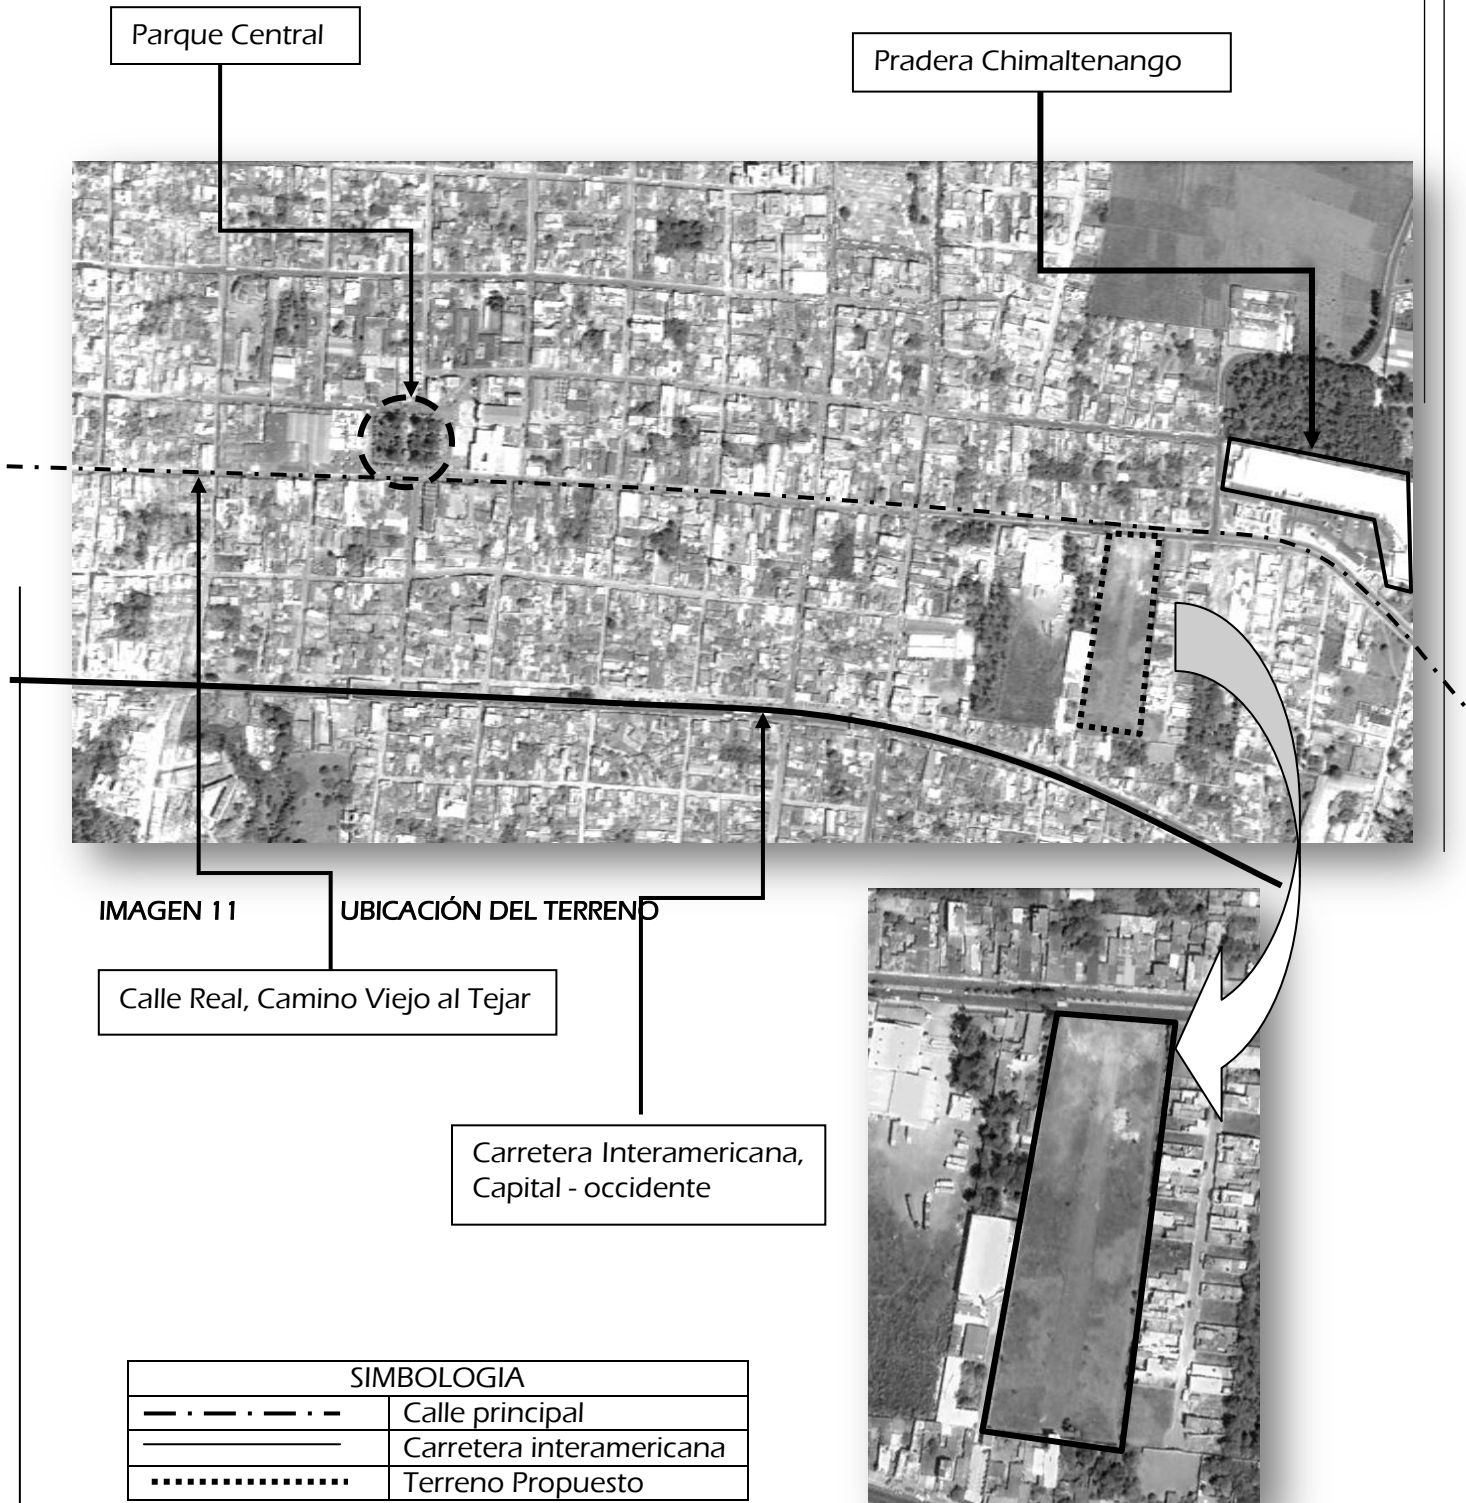 Parque Central
Pradera Chimaltenango
IMAGEN 11 UBICACIÓN DEL TERRENO
Calle Real, Camino Viejo al Tejar
Carretera Interamericana,
Capital - occidente
SIMBOLOGIA
Calle principal
Carretera interamericana
Terreno Propuesto